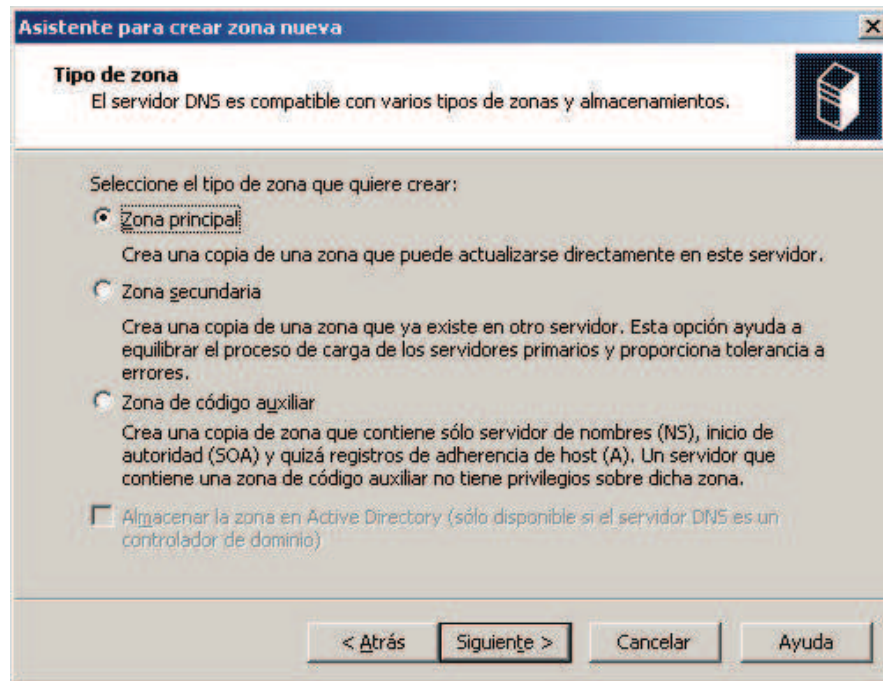 Asistente para crear zona nueva
Tipo de zona
El servidor DNS es compatible con varios tipos de zonas y almacenamientos.
Seleccione el tipo de zona que quiere crear:
Zona principal
Crea una copia de una zona que puede actualizarse directamente en este servidor.
Zona secundaria
Crea una copia de una zona que ya existe en otro servidor. Esta opción ayuda a
equilibrar el proceso de carga de los servidores primarios y proporciona tolerancia a
errores.
Zona de código auxiliar
Crea una copia de zona que contiene sólo servidor de nombres (NS), inicio de
autoridad (SOA) y quizá registros de adherencia de host (A). Un servidor que
contiene una zona de código auxiliar no tiene privilegios sobre dicha zona.
Almacenar la zona en Active Directory (sólo disponible si el servidor DNS es un
controlador de dominio)
< Atrás Siguiente > Cancelar Ayuda